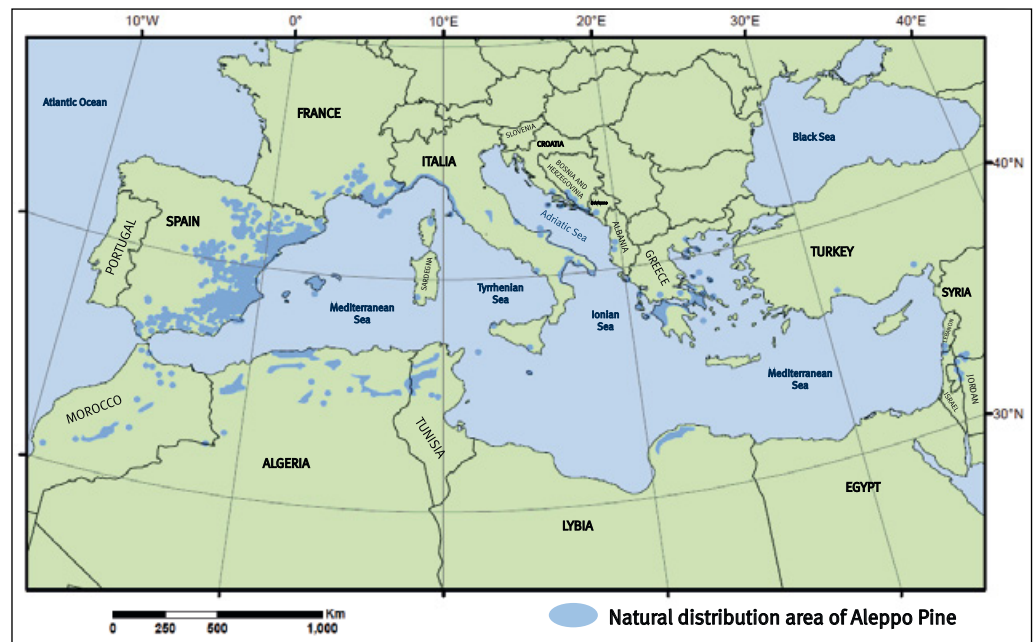 10°W 0° 10°E 20°E 30°E 40°E
Atlantic Ocean
FRANCE
SLOVENIA
CROATIA
Black Sea
ITALIA
40°N
BOSNIA AND
HERZEGOVINA
SPAIN
PORTUGAL
Adriatic Sea
ALBANIA
GREECE
TURKEY
SARDEGNA
Tyrrhenian
Sea
SYRIA
Mediterranean
Sea
Ionian
Sea
LEBANON
Mediterranean
Sea
JORDAN
ISRAEL
MOROCCO
TUNISIA
30°N
ALGERIA
EGYPT
LYBIA
Km
0 250 500 1,000
Natural distribution area of Aleppo Pine